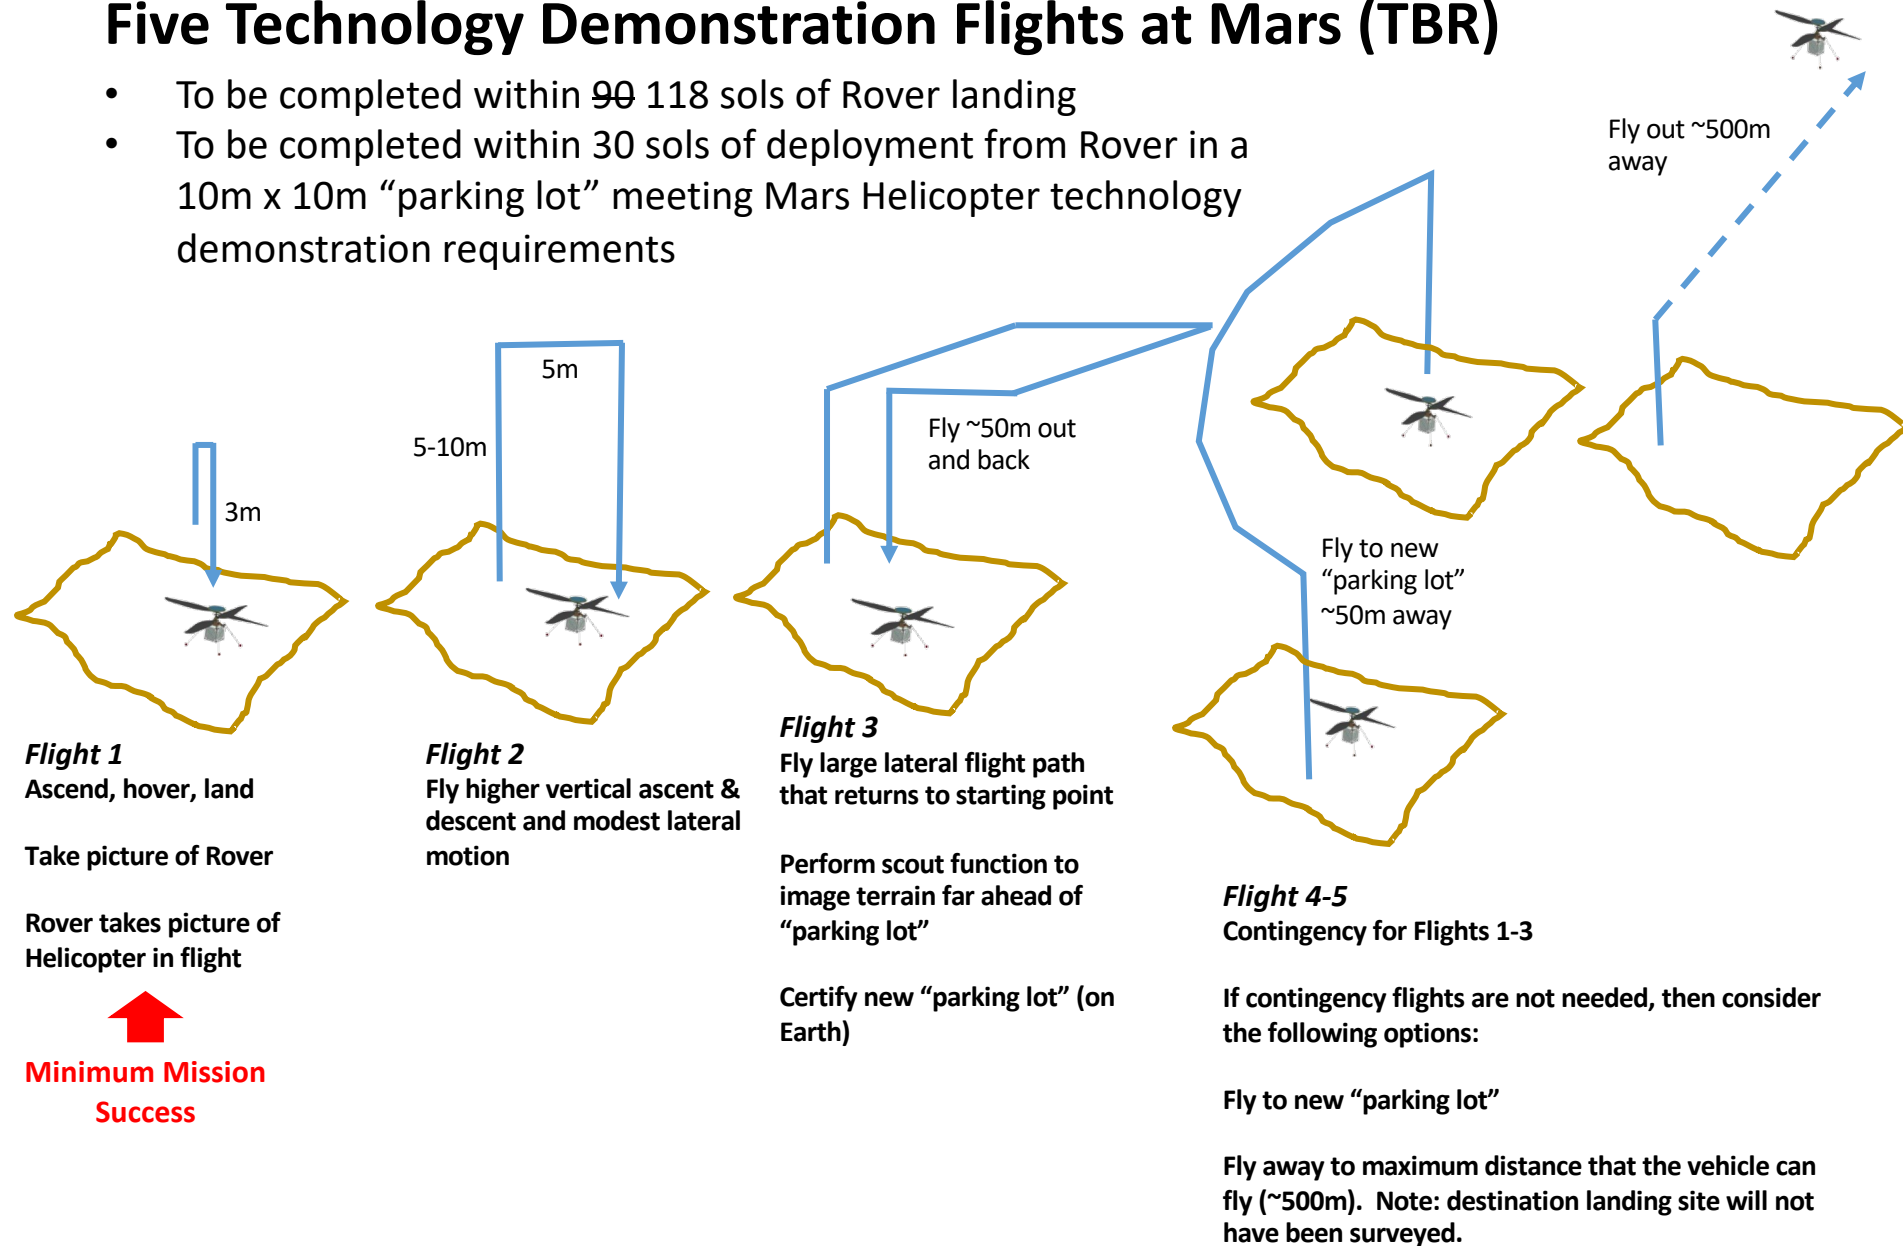 Five Technology Demonstration Flights at Mars (TBR)
• To be completed within 90 118 sols of Rover landing
• To be completed within 30 sols of deployment from Rover in a
10m x 10m “parking lot” meeting Mars Helicopter technology
demonstration requirements
3m
Flight 1
Ascend, hover, land
Take picture of Rover
Rover takes picture of
Helicopter in flight
Minimum Mission
Success
5m
5-10m
Flight 2
Fly higher vertical ascent &
descent and modest lateral
motion
Fly ~50m out
and back
Flight 3
Fly large lateral flight path
that returns to starting point
Perform scout function to
image terrain far ahead of
“parking lot”
Certify new “parking lot” (on
Earth)
Fly to new
“parking lot”
~50m away
Fly out ~500m
away
Flight 4-5
Contingency for Flights 1-3
If contingency flights are not needed, then consider
the following options:
Fly to new “parking lot”
Fly away to maximum distance that the vehicle can
fly (~500m).  Note: destination landing site will not
have been surveyed.